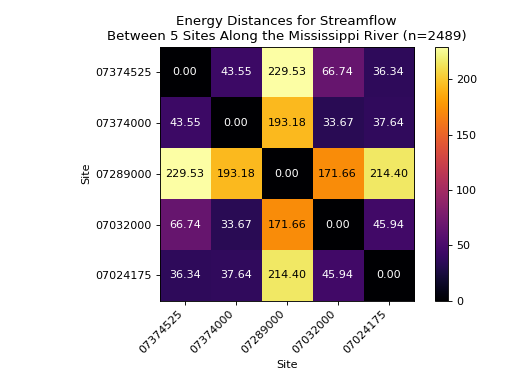 Energy Distances for Streamflow
Between 5 Sites Along the Mississippi River (n=2489)
07374525 0.00 43.55 229.53 66.74 36.34
07374000 43.55 0.00 193.18 33.67 37.64
07289000 229.53 193.18 0.00 171.66 214.40
07032000 66.74 33.67 171.66 0.00 45.94
07024175 36.34 37.64 214.40 45.94 0.00
Site
07374525 07374000 07289000 07032000 07024175
Site
200
150
100
50
0